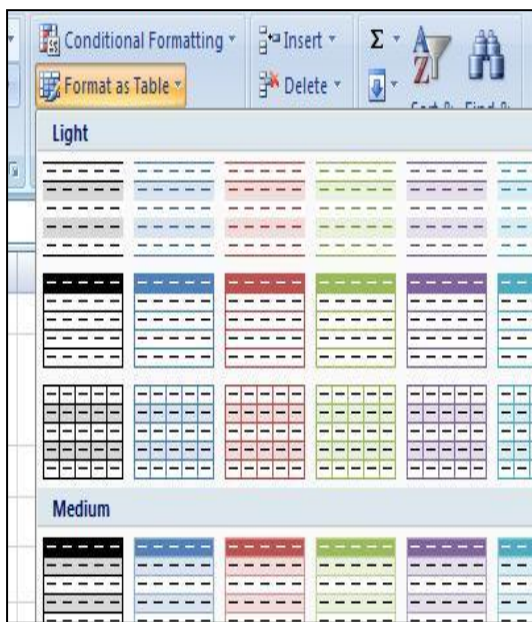 Conditional Formatting Insert Σ A Z
Format as Table Delete
Light
Medium